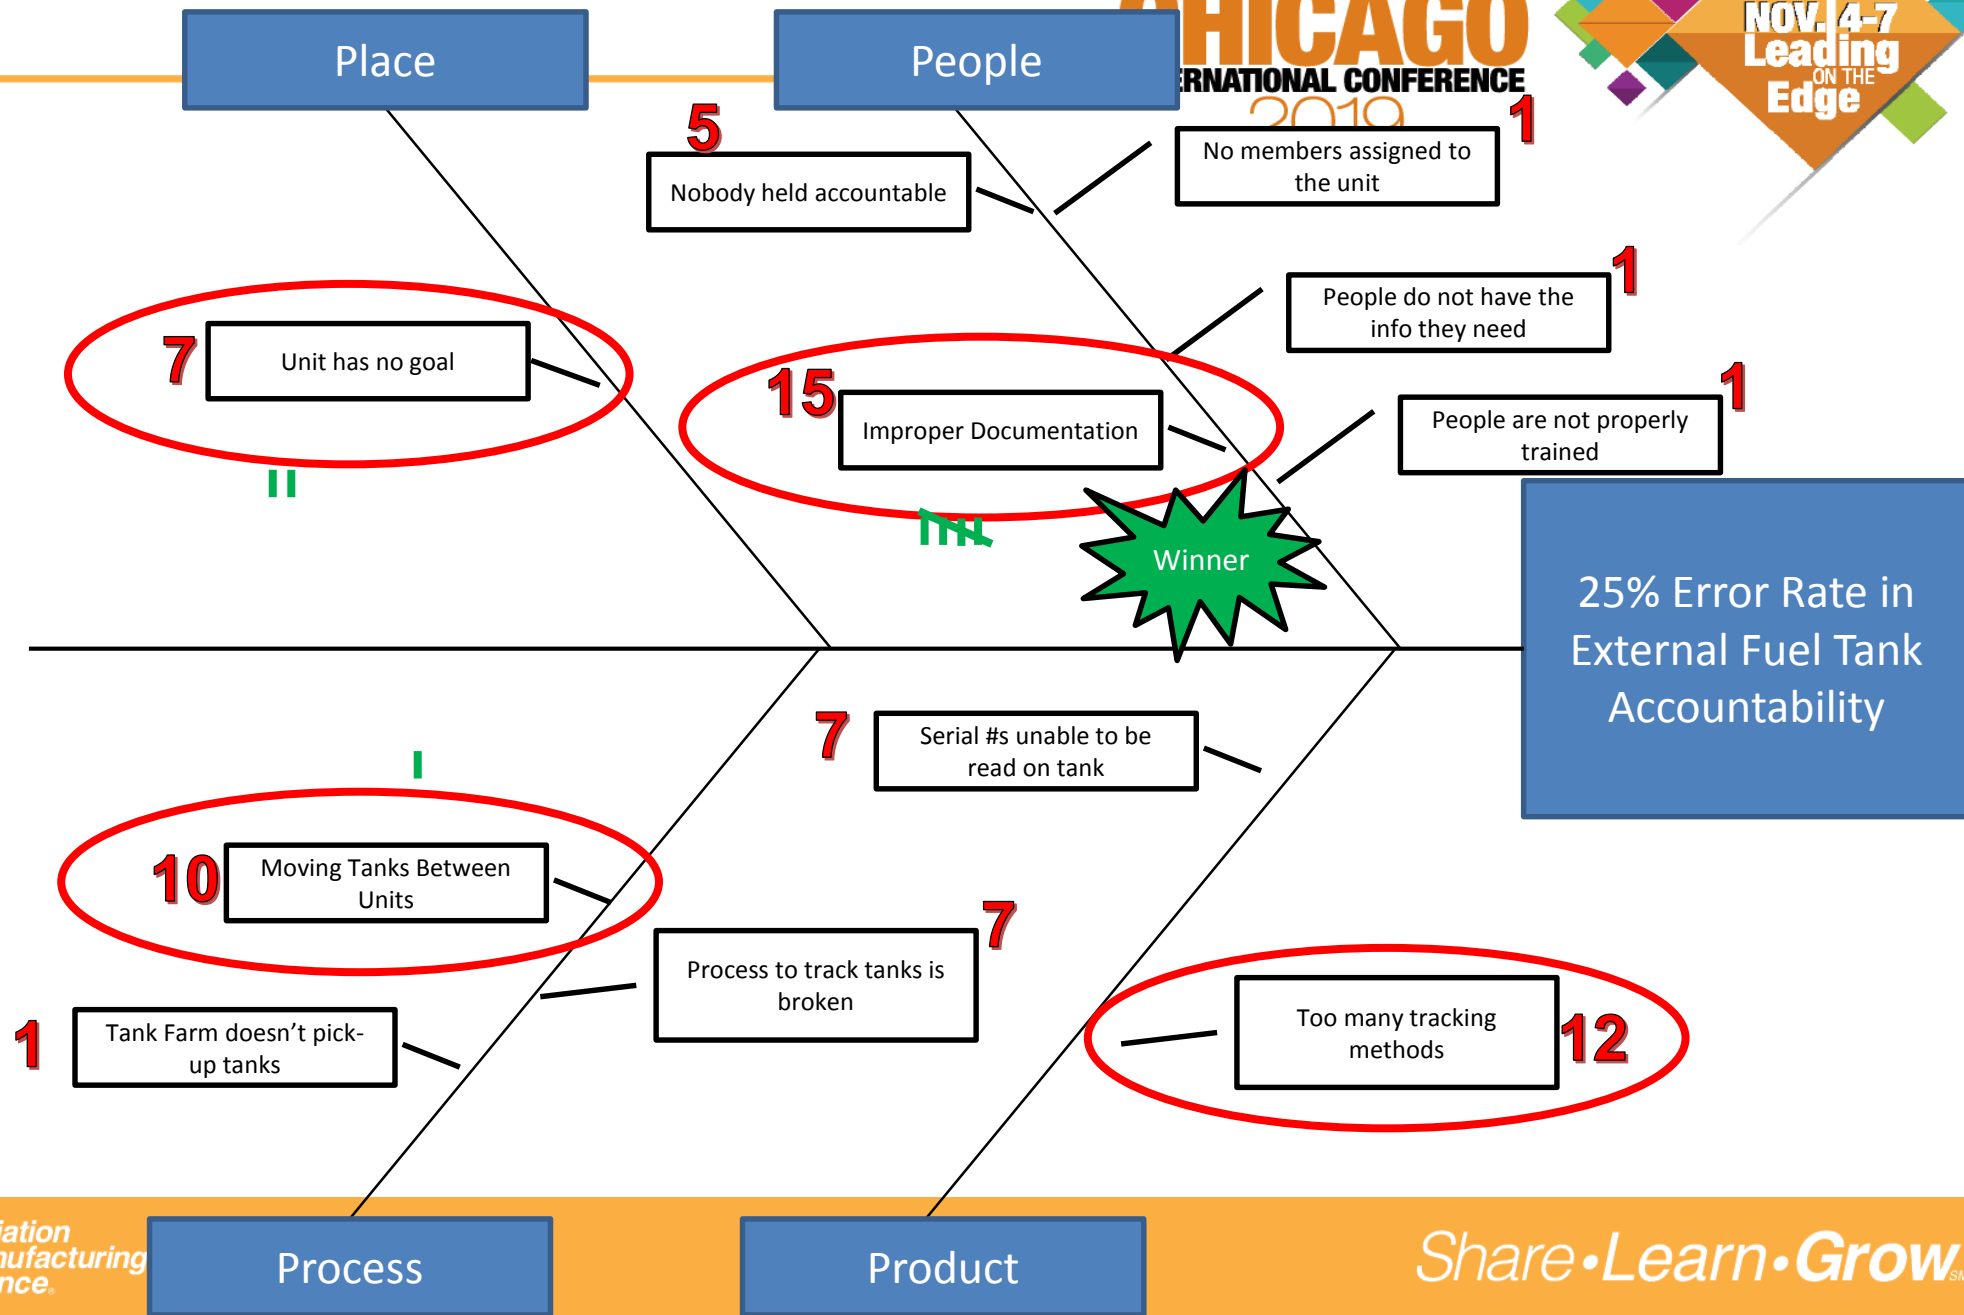 Place
People
CHICAGO
ERNATIONAL CONFERENCE
2019
NOV. 4-7
Leading
ON THE
Edge
5
Nobody held accountable
1
No members assigned to
the unit
1
People do not have the
info they need
7
Unit has no goal
15
Improper Documentation
1
People are not properly
trained
Winner
25% Error Rate in
External Fuel Tank
Accountability
7
Serial #s unable to be
read on tank
10
Moving Tanks Between
Units
7
Process to track tanks is
broken
1
Tank Farm doesn’t pick-
up tanks
Too many tracking
methods
12
iation
nufacturing
nce®
Process
Product
Share•Learn•Grow℠